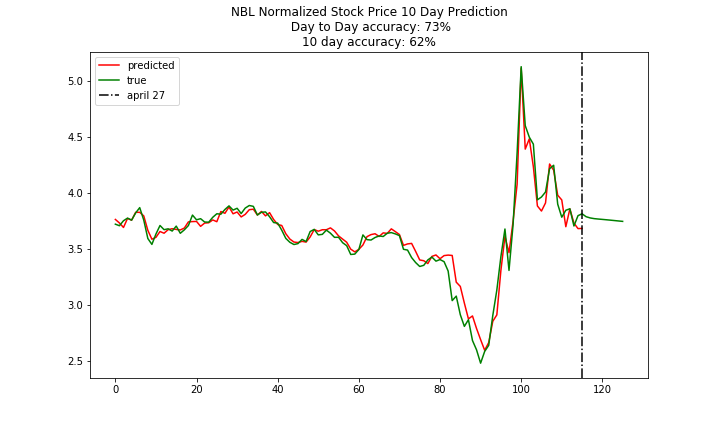 NBL Normalized Stock Price 10 Day Prediction
Day to Day accuracy: 73%
10 day accuracy: 62%
predicted
true
april 27
5.0
4.5
4.0
3.5
3.0
2.5
0 20 40 60 80 100 120